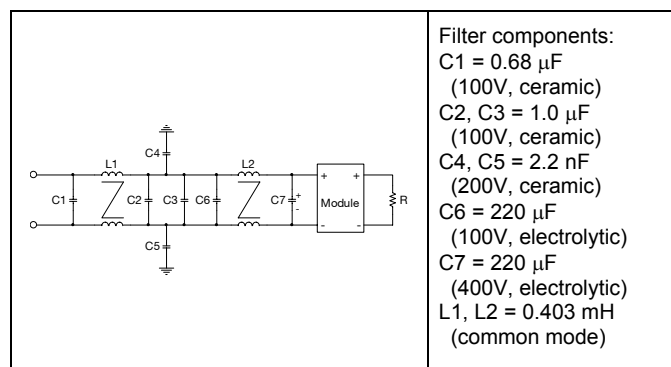 L1
C4
L2
C1
C2
C3
C6
C7
+
-
+ +
Module
- -
R
C5
Filter components:
C1 = 0.68 μF
(100V, ceramic)
C2, C3 = 1.0 μF
(100V, ceramic)
C4, C5 = 2.2 nF
(200V, ceramic)
C6 = 220 μF
(100V, electrolytic)
C7 = 220 μF
(400V, electrolytic)
L1, L2 = 0.403 mH
(common mode)